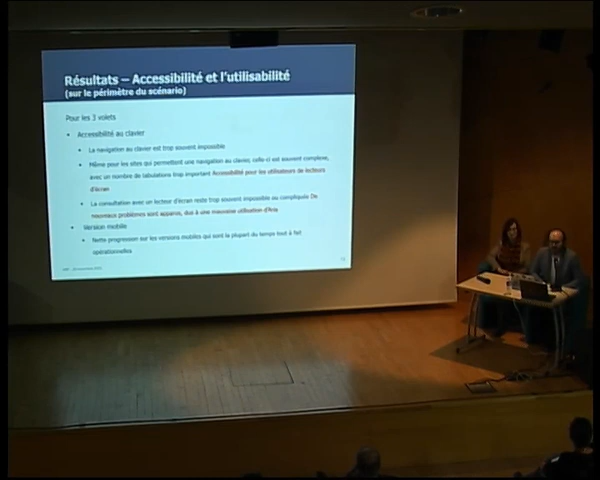 Résultats – Accessibilité et l'utilisabilité
(sur le périmètre du scénario)
Pour les 3 volets
Accessibilité au clavier
La navigation au clavier est trop souvent impossible
Même pour les sites qui permettent une navigation au clavier, celle-ci est souvent complexe,
avec un nombre de tabulations trop important Accessibilité pour les utilisateurs de lecteurs
d'écran
La consultation avec un lecteur d'écran reste trop souvent impossible ou compliquée De
nouveaux problèmes sont apparus, dus à une mauvaise utilisation d'Aria
Version mobile
Nette progression sur les versions mobiles qui sont la plupart du temps tout à fait
opérationnelles